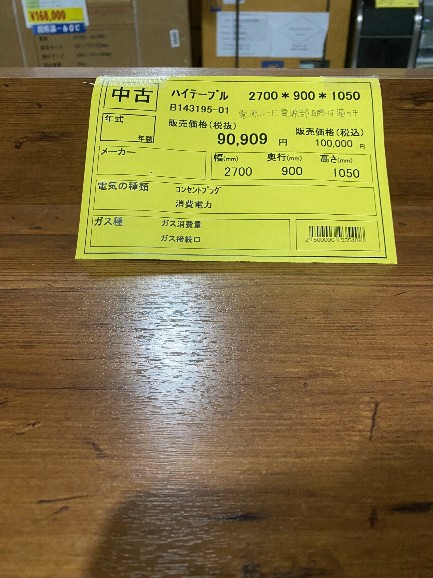 ¥168,000
中古
ハイテーブル 2700*900*1050
B143195-01
年式
年製
販売価格(税抜)
90,909 円
販売価格(税込)
100,000 円
メーカー
幅(mm) 奥行(mm) 高さ(mm)
2700 900 1050
電気の種類
コンセントプラグ
消費電力
ガス種
ガス消費量
ガス接続口